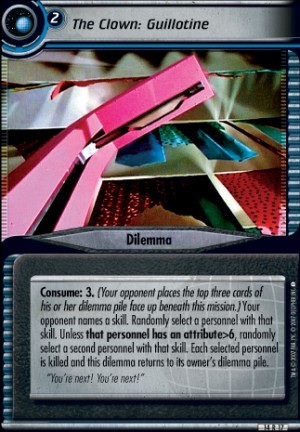 2 The Clown: Guillotine
Dilemma
Consume: 3. (Your opponent places the top three cards
of his or her dilemma pile face up beneath this mission.) Your
opponent names a skill. Randomly select a personnel with that
skill. Unless that personnel has an attribute>6, randomly
select a second personnel with that skill. Each selected personnel
is killed and this dilemma returns to its owner's dilemma pile.
"You're next! You're next!"